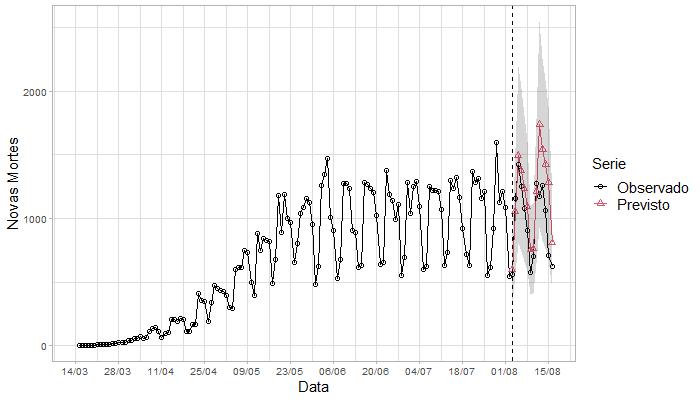 Novas Mortes
2000
1000
0
14/03 28/03 11/04 25/04 09/05 23/05 06/06 20/06 04/07 18/07 01/08 15/08
Data
Serie
Observado
Previsto